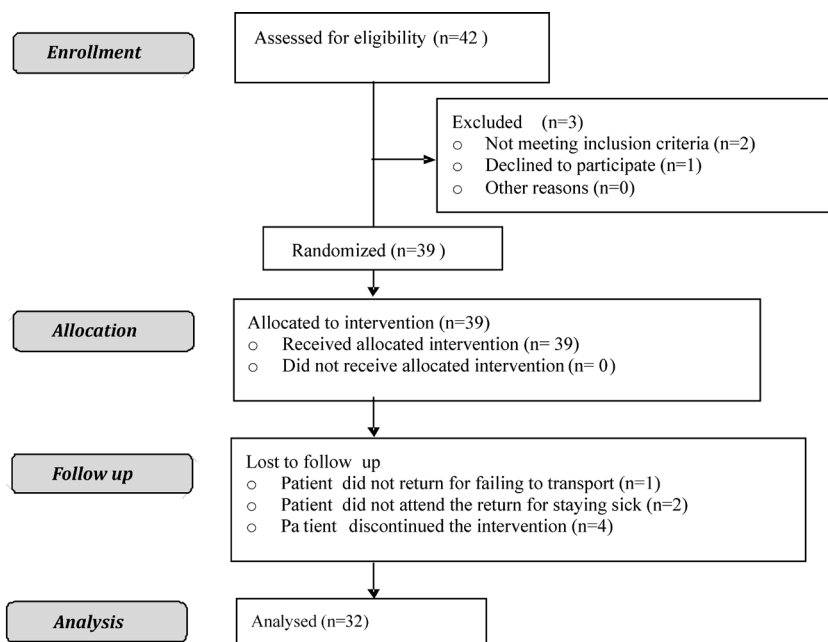 Enrollment
Assessed for eligibility (n=42 )
Excluded (n=3)
o Not meeting inclusion criteria (n=2)
o Declined to participate (n=1)
o Other reasons (n=0)
Randomized (n=39 )
Allocation
Allocated to intervention (n=39)
o Received allocated intervention (n= 39)
o Did not receive allocated intervention (n= 0)
Follow up
Lost to follow up
o Patient did not return for failing to transport (n=1)
o Patient did not attend the return for staying sick (n=2)
o Pa tient discontinued the intervention (n=4)
Analysis
Analysed (n=32)